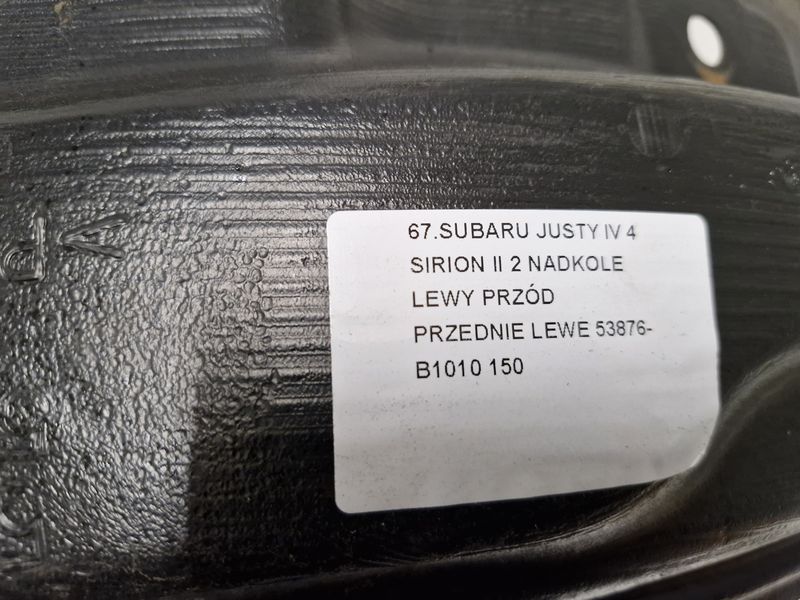 67.SUBARU JUSTY IV 4
SIRION II 2 NADKOLE
LEWY PRZÓD
PRZEDNIE LEWE 53876-
B1010 150